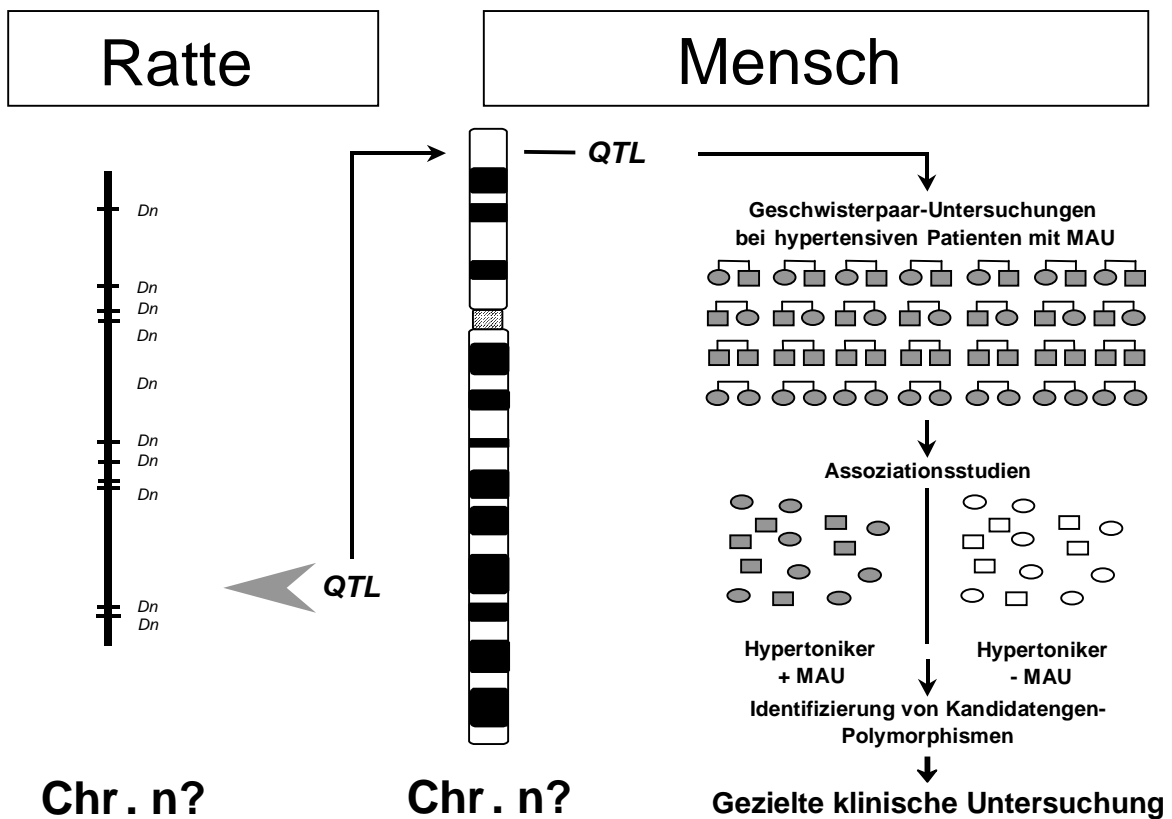 Ratte
Mensch
Dn
Dn
Dn
Dn
Dn
Dn
Dn
Dn
Dn
Dn
QTL
Chr. n?
QTL
Chr. n?
Geschwisterpaar-Untersuchungen
bei hypertensiven Patienten mit MAU
Assoziationsstudien
Hypertoniker
+ MAU
Hypertoniker
- MAU
Identifizierung von Kandidatengen-
Polymorphismen
Gezielte klinische Untersuchung